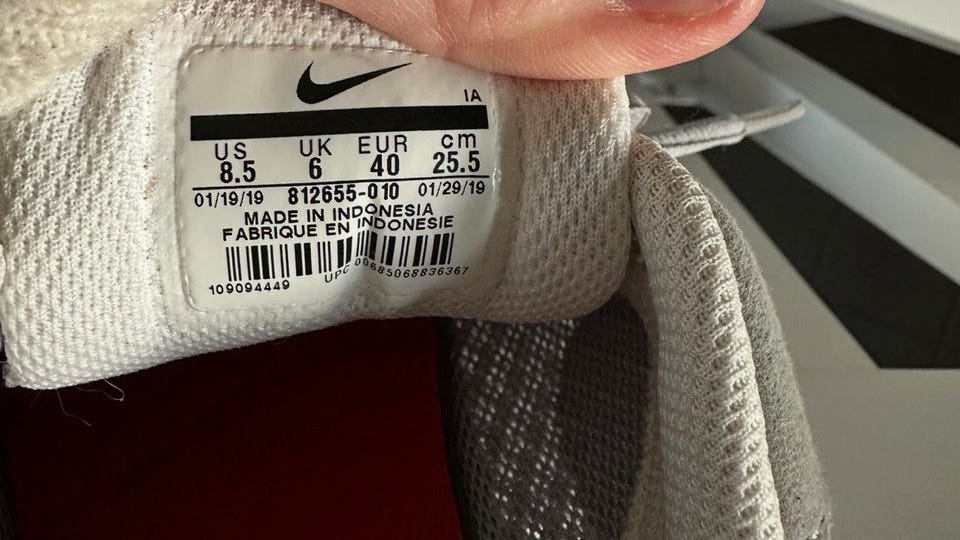 IA
US UK EUR cm
8.5 6 40 25.5
01/19/19 812655-010 01/29/19
MADE IN INDONESIA
FABRIQUE EN INDONESIE
109094449 UPC 00685068836367